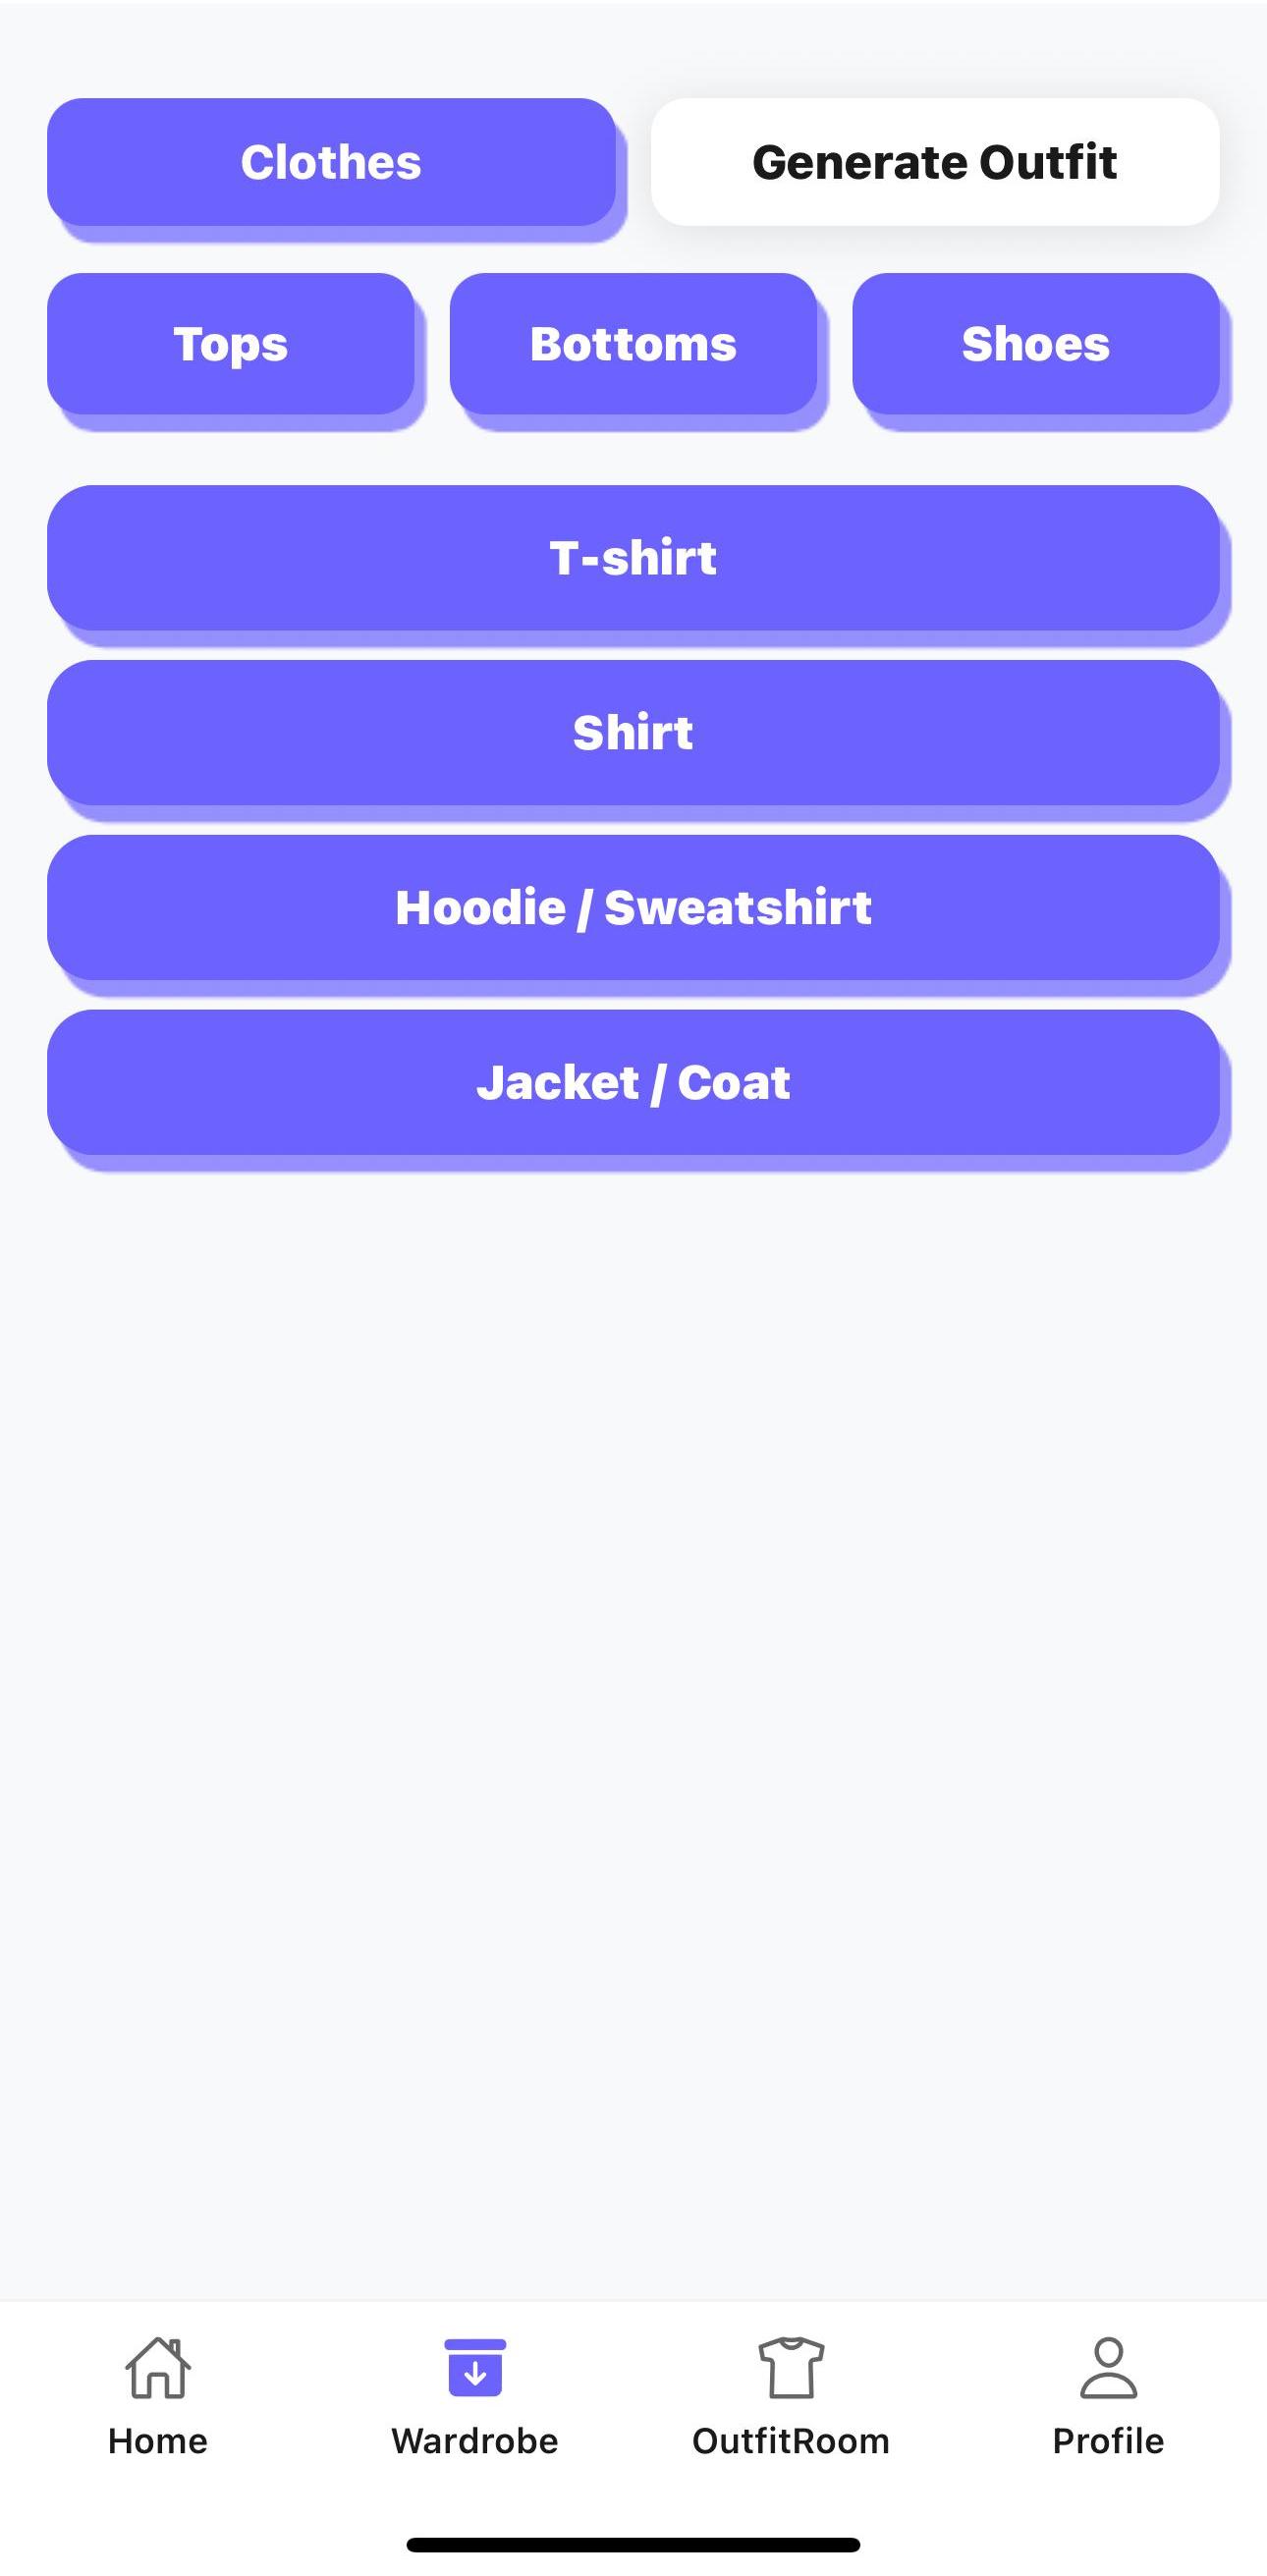 Clothes
Generate Outfit
Tops
Bottoms
Shoes
T-shirt
Shirt
Hoodie / Sweatshirt
Jacket / Coat
Home
Wardrobe
OutfitRoom
Profile